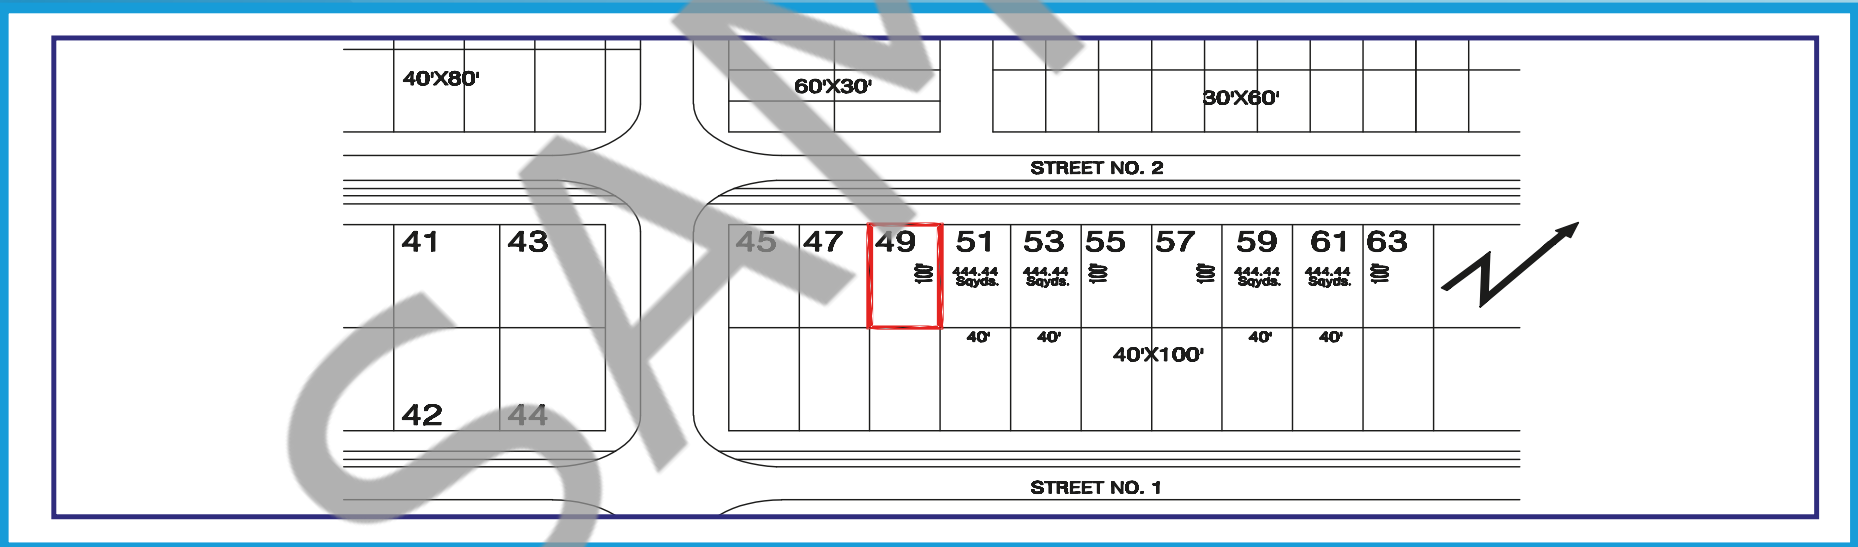 40'X80'
60'X30'
30'X60'
STREET NO. 2
41 43 45 47 49 51 53 55 57 59 61 63
100' 444.44 444.44 100' 100' 444.44 444.44 100'
Sqyds. Sqyds. Sqyds. Sqyds.
40' 40' 40' 40'
40'X100'
42 44
STREET NO. 1
SAM